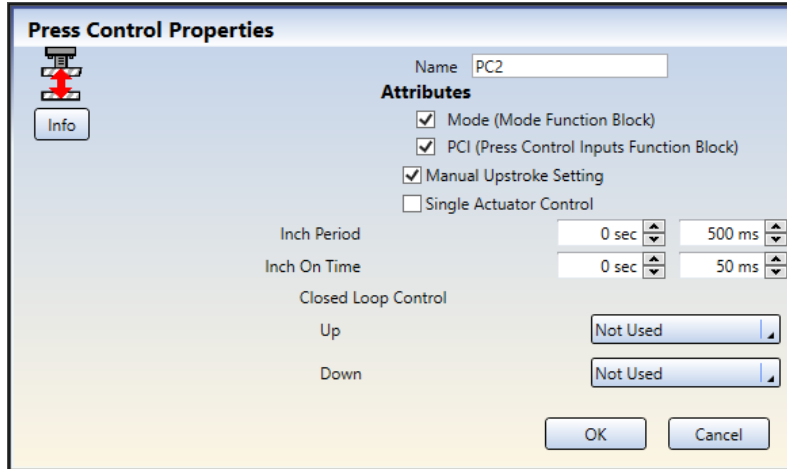 Press Control Properties
Name PC2
Attributes
Info
Mode (Mode Function Block)
PCI (Press Control Inputs Function Block)
Manual Upstroke Setting
Single Actuator Control
Inch Period 0 sec 500 ms
Inch On Time 0 sec 50 ms
Closed Loop Control
Up Not Used
Down Not Used
OK Cancel